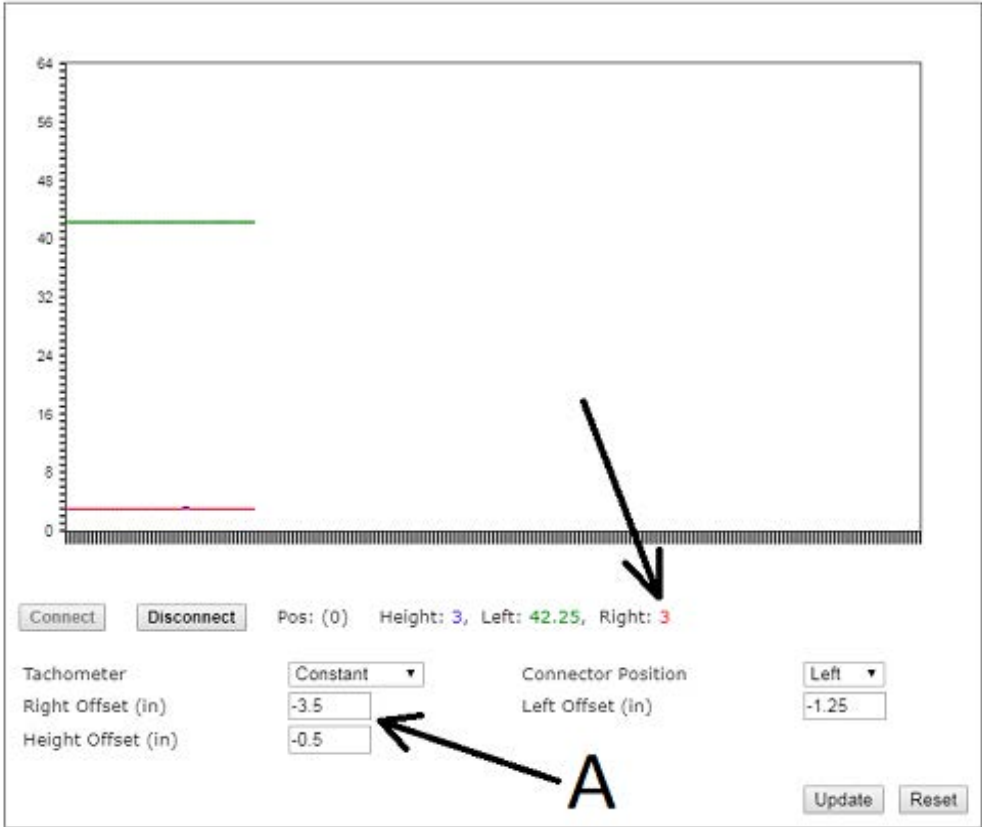 64
56
48
40
32
24
16
8
0
Connect Disconnect Pos: (0) Height: 3, Left: 42.25, Right: 3
Tachometer Constant Connector Position Left
Right Offset (in) -3.5 Left Offset (in) -1.25
Height Offset (in) -0.5
A
Update Reset